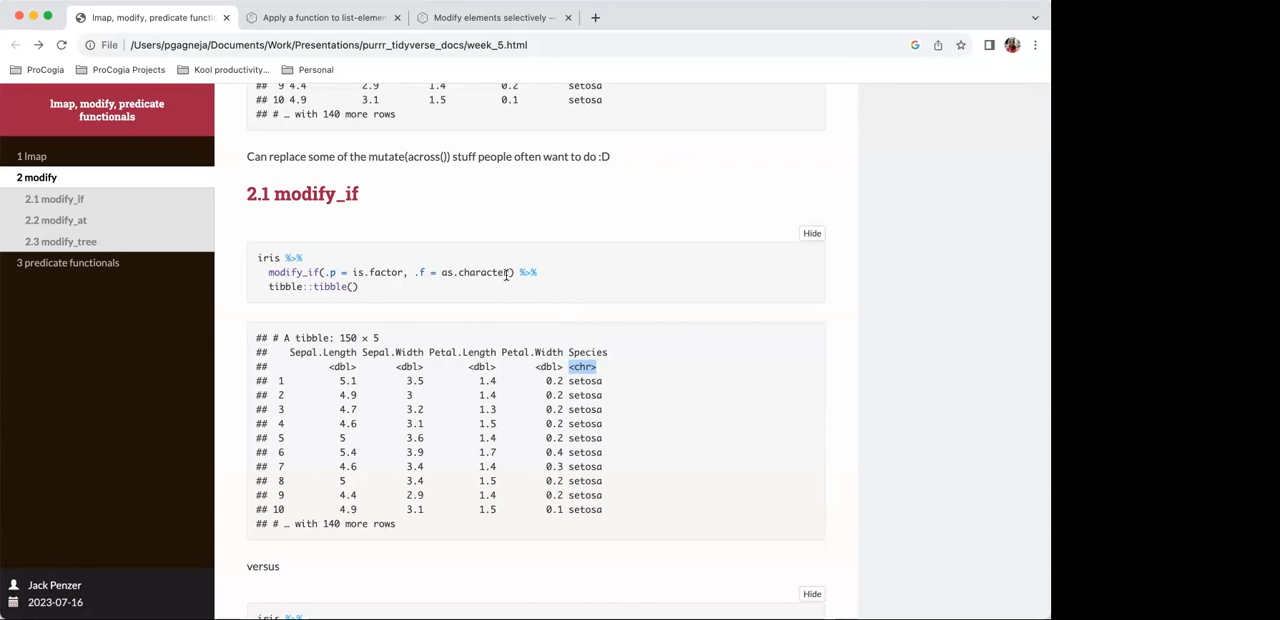 lmap, modify, predicate functi
Apply a function to list-elemen
Modify elements selectively —
File /Users/pgagneja/Documents/Work/Presentations/purrr_tidyverse_docs/week_5.html
ProCogia ProCogia Projects Kool productivity... Personal
lmap, modify, predicate
functionals
1 lmap
2 modify
2.1 modify_if
2.2 modify_at
2.3 modify_tree
3 predicate functionals
Jack Penzer
2023-07-16
## 9 4.4 2.9 1.4 0.2 setosa
## 10 4.9 3.1 1.5 0.1 setosa
## # … with 140 more rows
Can replace some of the mutate(across()) stuff people often want to do :D
2.1 modify_if
Hide
iris %>%
modify_if(.p = is.factor, .f = as.character) %>%
tibble::tibble()
## # A tibble: 150 × 5
## Sepal.Length Sepal.Width Petal.Length Petal.Width Species
## <dbl> <dbl> <dbl> <dbl> <chr>
## 1 5.1 3.5 1.4 0.2 setosa
## 2 4.9 3 1.4 0.2 setosa
## 3 4.7 3.2 1.3 0.2 setosa
## 4 4.6 3.1 1.5 0.2 setosa
## 5 5 3.6 1.4 0.2 setosa
## 6 5.4 3.9 1.7 0.4 setosa
## 7 4.6 3.4 1.4 0.3 setosa
## 8 5 3.4 1.5 0.2 setosa
## 9 4.4 2.9 1.4 0.2 setosa
## 10 4.9 3.1 1.5 0.1 setosa
## # … with 140 more rows
versus
Hide
iris %>%